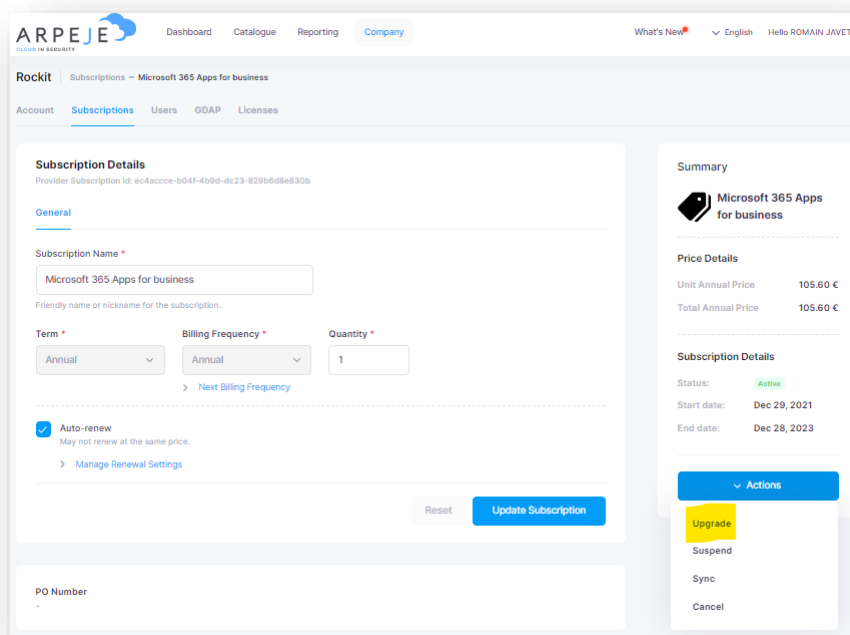 ARPEJE
CLOUD IN SECURITY
Dashboard Catalogue Reporting Company What's New English Hello ROMAIN JAVET
Rockit Subscriptions – Microsoft 365 Apps for business
Account Subscriptions Users GDAP Licenses
Subscription Details
Provider Subscription Id: ec4accce-b04f-4b9d-dc23-829b6d8e830b
General
Subscription Name *
Microsoft 365 Apps for business
Friendly name or nickname for the subscription.
Term * Billing Frequency * Quantity *
Annual Annual 1
Next Billing Frequency
Auto-renew
May not renew at the same price.
Manage Renewal Settings
Reset Update Subscription
PO Number
-
Summary
Microsoft 365 Apps
for business
Price Details
Unit Annual Price 105.60 €
Total Annual Price 105.60 €
Subscription Details
Status: Active
Start date: Dec 29, 2021
End date: Dec 28, 2023
Actions
Upgrade
Suspend
Sync
Cancel